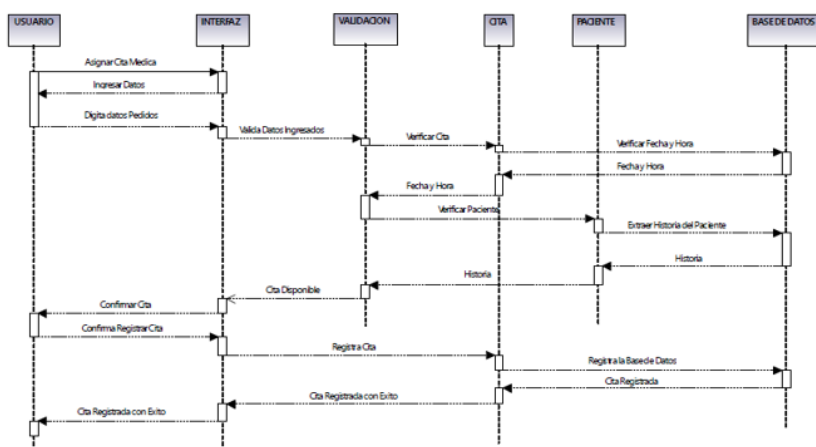 USUARIO
INTERFAZ
VALIDACION
CITA
PACIENTE
BASE DE DATOS
Asignar Cita Medica
Ingresar Datos
Digita datos Pedidos
Valida Datos Ingresados
Verificar Cita
Verificar Fecha y Hora
Fecha y Hora
Fecha y Hora
Verificar Paciente
Extraer Historia del Paciente
Historia
Historia
Cita Disponible
Confirmar Cita
Confirma Registrar Cita
Registra Cita
Registra la Base de Datos
Cita Registrada
Cita Registrada con Exito
Cita Registrada con Exito